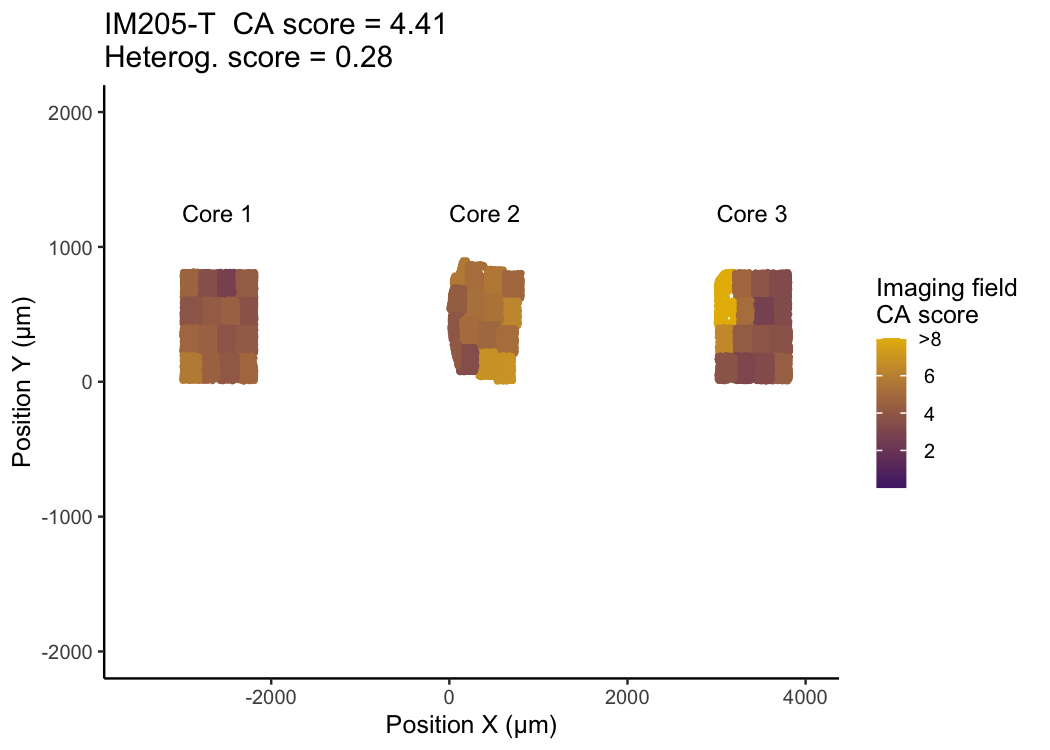 IM205-T  CA score = 4.41
Heterog. score = 0.28
2000
1000
0
-1000
-2000
Position Y (µm)
Core 1
Core 2
Core 3
-2000
0
2000
4000
Position X (µm)
Imaging field
CA score
>8
6
4
2